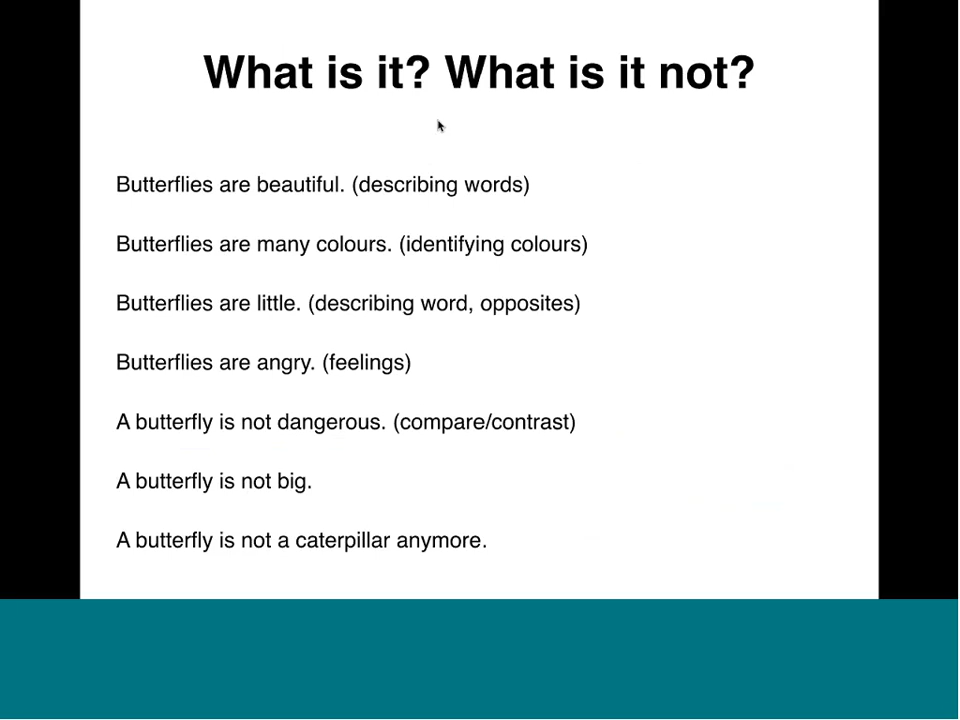 What is it? What is it not?
Butterflies are beautiful. (describing words)
Butterflies are many colours. (identifying colours)
Butterflies are little. (describing word, opposites)
Butterflies are angry. (feelings)
A butterfly is not dangerous. (compare/contrast)
A butterfly is not big.
A butterfly is not a caterpillar anymore.